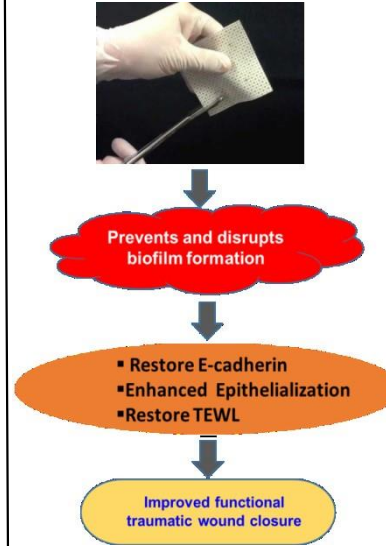 Prevents and disrupts
biofilm formation
▪ Restore E-cadherin
▪Enhanced Epithelialization
▪Restore TEWL
Improved functional
traumatic wound closure